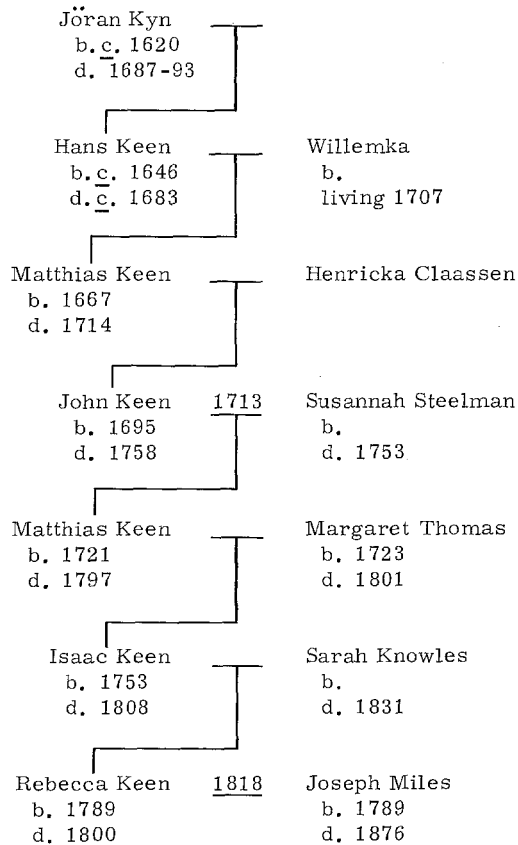 Jöran Kyn
b. c. 1620
d. 1687-93
Hans Keen Willemka
b. c. 1646 b.
d. c. 1683 living 1707
Matthias Keen Henricka Claassen
b. 1667
d. 1714
John Keen 1713 Susannah Steelman
b. 1695 b.
d. 1758 d. 1753
Matthias Keen Margaret Thomas
b. 1721 b. 1723
d. 1797 d. 1801
Isaac Keen Sarah Knowles
b. 1753 b.
d. 1808 d. 1831
Rebecca Keen 1818 Joseph Miles
b. 1789 b. 1789
d. 1800 d. 1876